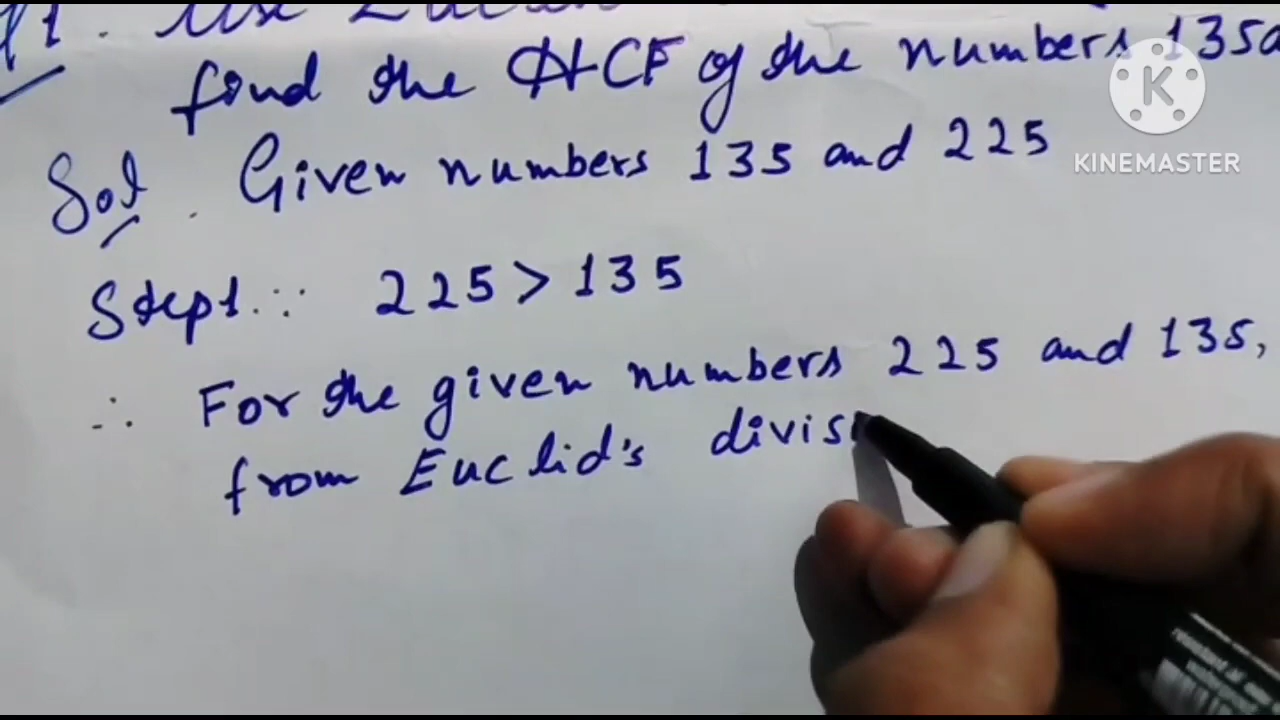 find the HCF of the numbers 135
K
KINEMASTER
Sol. Given numbers 135 and 225
Step1 ∵ 225 > 135
∴ For the given numbers 225 and 135,
from Euclid's divis